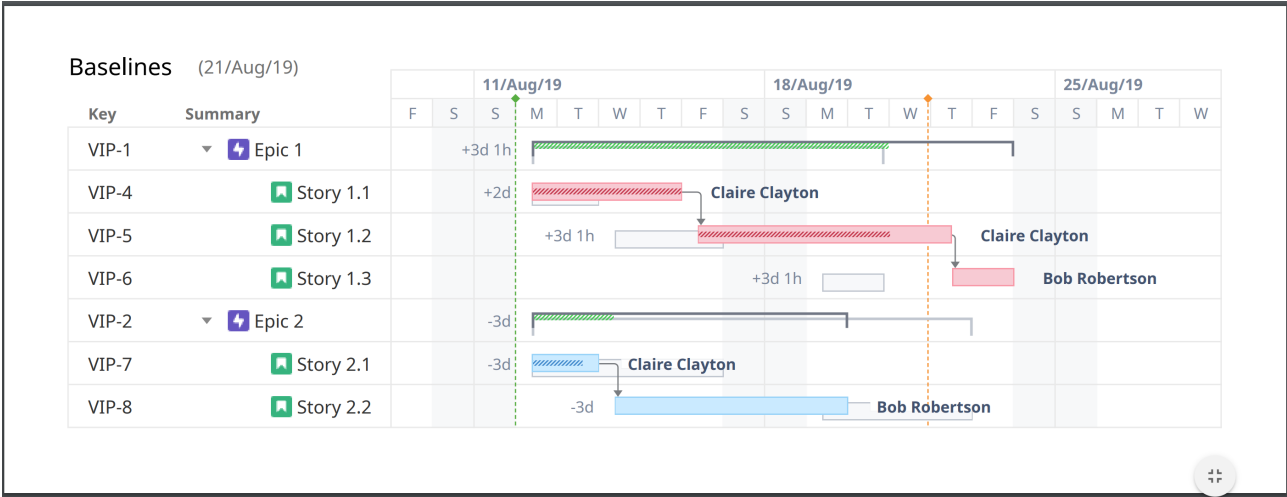 Baselines (21/Aug/19)
11/Aug/19 18/Aug/19 25/Aug/19
Key Summary F S S M T W T F S S M T W T F S S M T W
VIP-1 Epic 1 +3d 1h
VIP-4 Story 1.1 +2d Claire Clayton
VIP-5 Story 1.2 +3d 1h Claire Clayton
VIP-6 Story 1.3 +3d 1h Bob Robertson
VIP-2 Epic 2 -3d
VIP-7 Story 2.1 -3d Claire Clayton
VIP-8 Story 2.2 -3d Bob Robertson